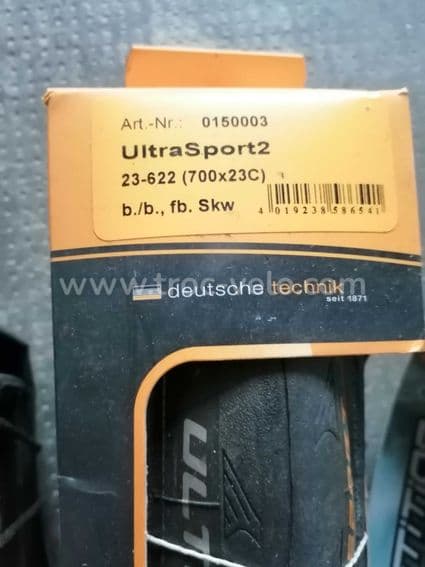 Art.-Nr.: 0150003
UltraSport2
23-622 (700x23C)
b./b., fb. Skw
4 019238 586541
www.troc-velo.com
deutsche technik
seit 1871
ULT